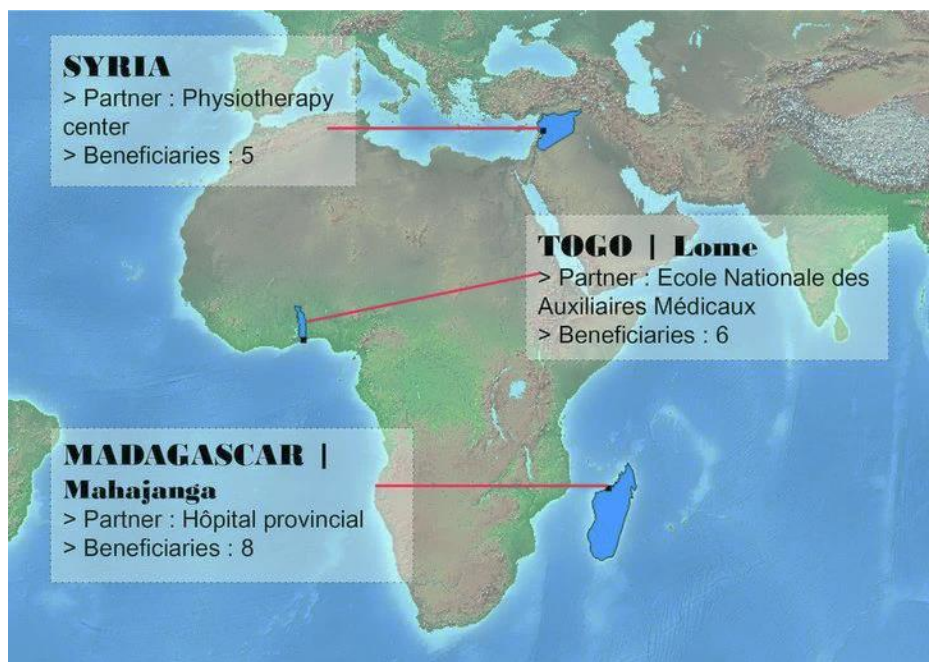 SYRIA
> Partner : Physiotherapy
center
> Beneficiaries : 5
TOGO | Lome
> Partner : Ecole Nationale des
Auxiliaires Médicaux
> Beneficiaries : 6
MADAGASCAR |
Mahajanga
> Partner : Hôpital provincial
> Beneficiaries : 8